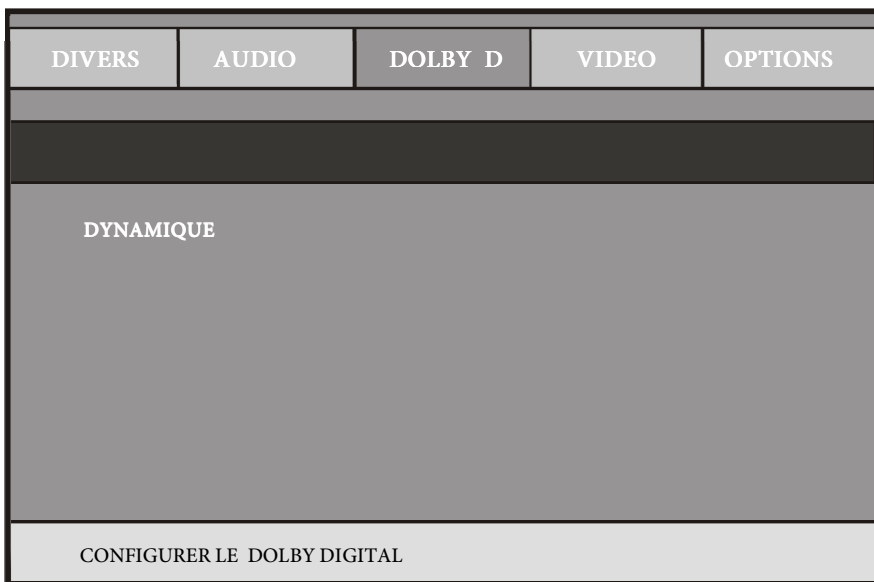 DIVERS AUDIO DOLBY D VIDEO OPTIONS
DYNAMIQUE
CONFIGURER LE DOLBY DIGITAL